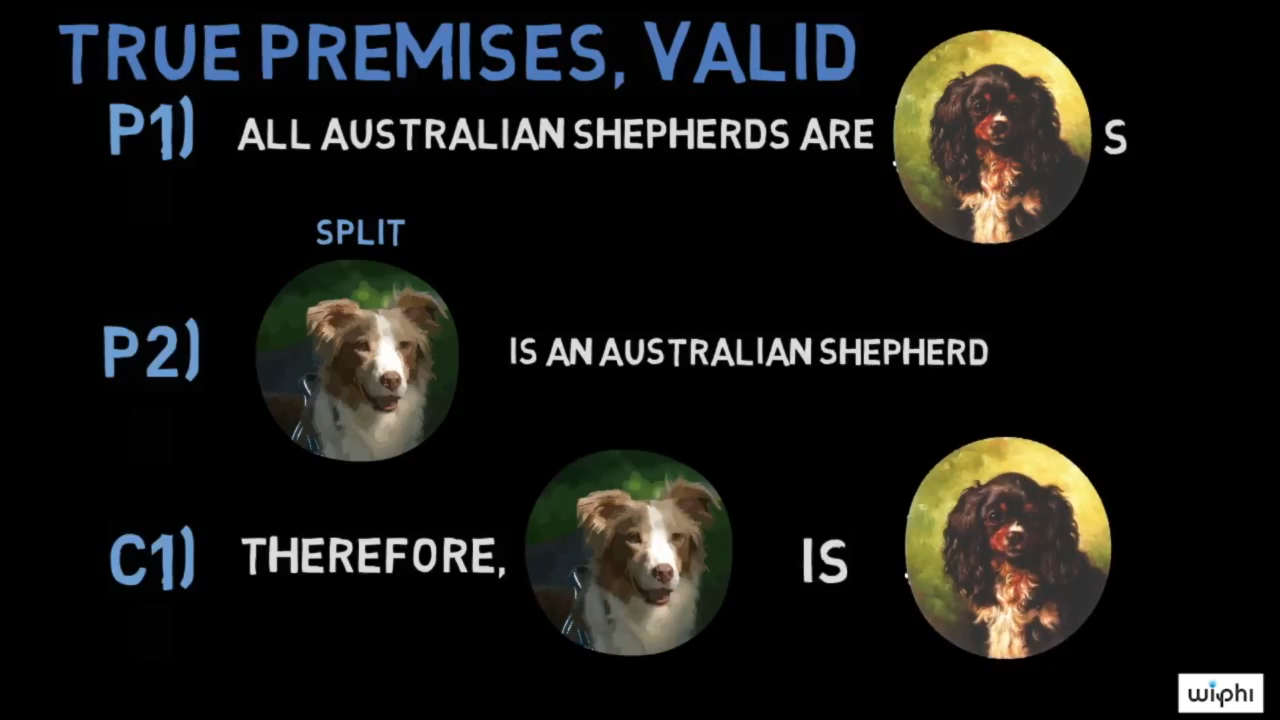 TRUE PREMISES, VALID
P1) ALL AUSTRALIAN SHEPHERDS ARE S
SPLIT
P2) IS AN AUSTRALIAN SHEPHERD
C1) THEREFORE, IS
wiphi